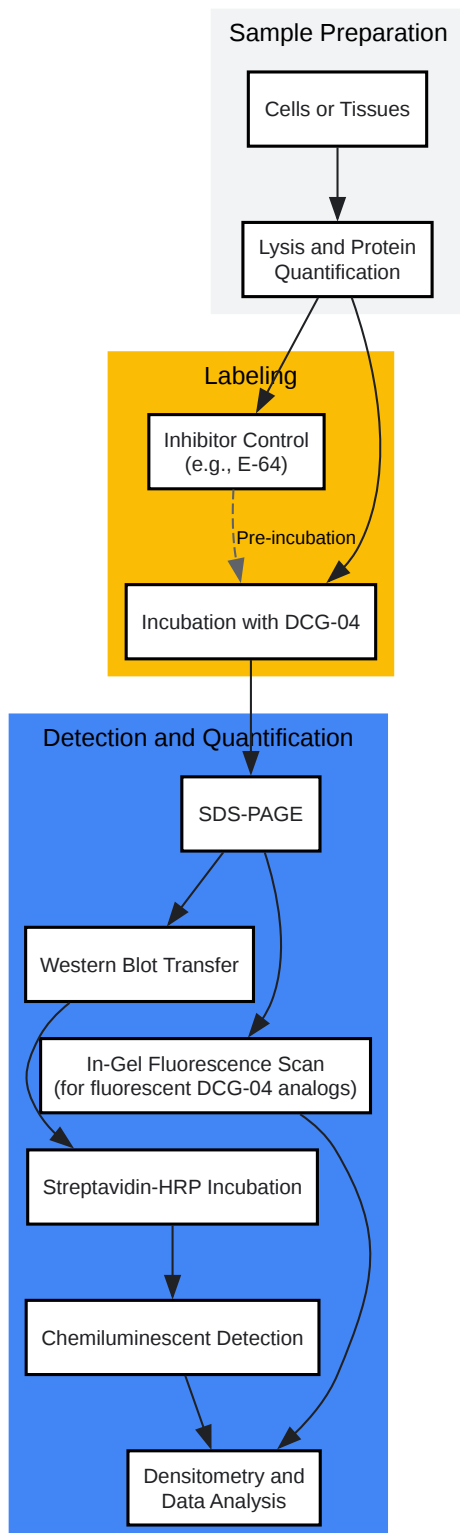 Sample Preparation
Cells or Tissues
Lysis and Protein
Quantification
Labeling
Inhibitor Control
(e.g., E-64)
Pre-incubation
Incubation with DCG-04
Detection and Quantification
SDS-PAGE
Western Blot Transfer
In-Gel Fluorescence Scan
(for fluorescent DCG-04 analogs)
Streptavidin-HRP Incubation
Chemiluminescent Detection
Densitometry and
Data Analysis